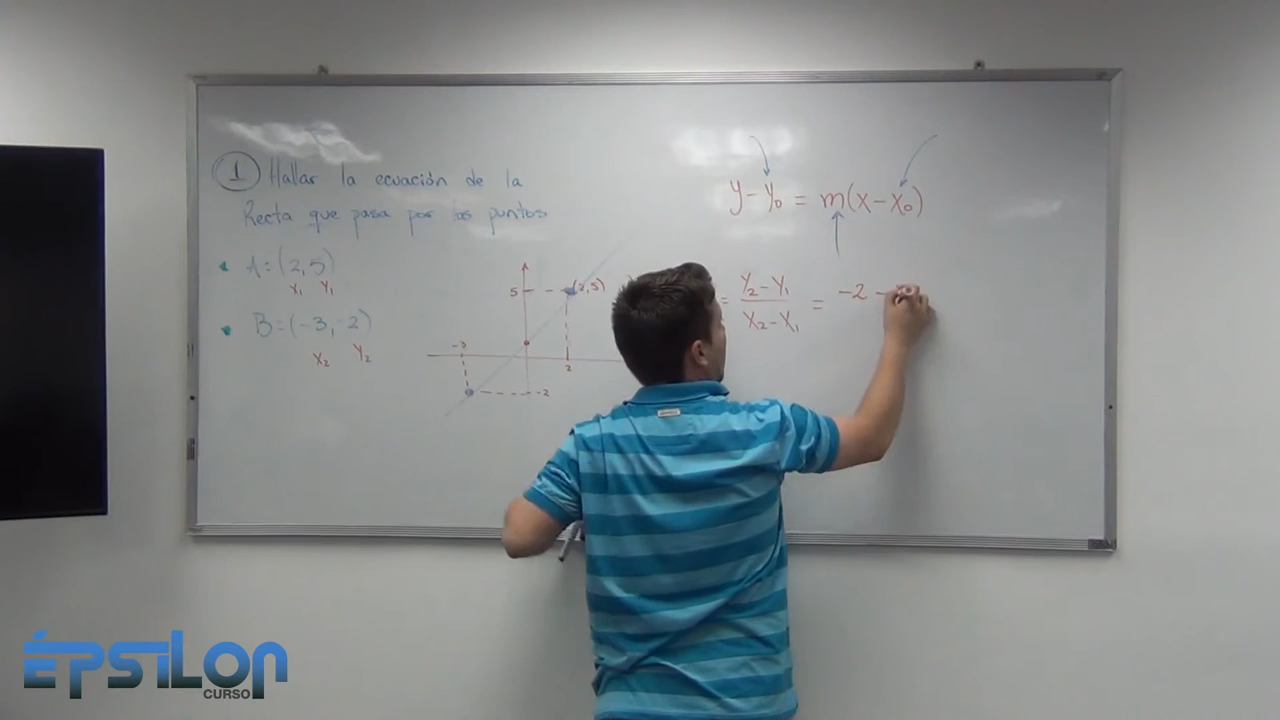 1 Hallar la ecuación de la
Recta que pasa por los puntos
A=(2,5)
X₁ Y₁
B=(-3,-2)
X₂ Y₂
5
(2,5)
-3
2
-2
y-y₀ = m(x-x₀)
= Y₂-Y₁ / X₂-X₁ = -2 -
ÉPSILON
CURSO